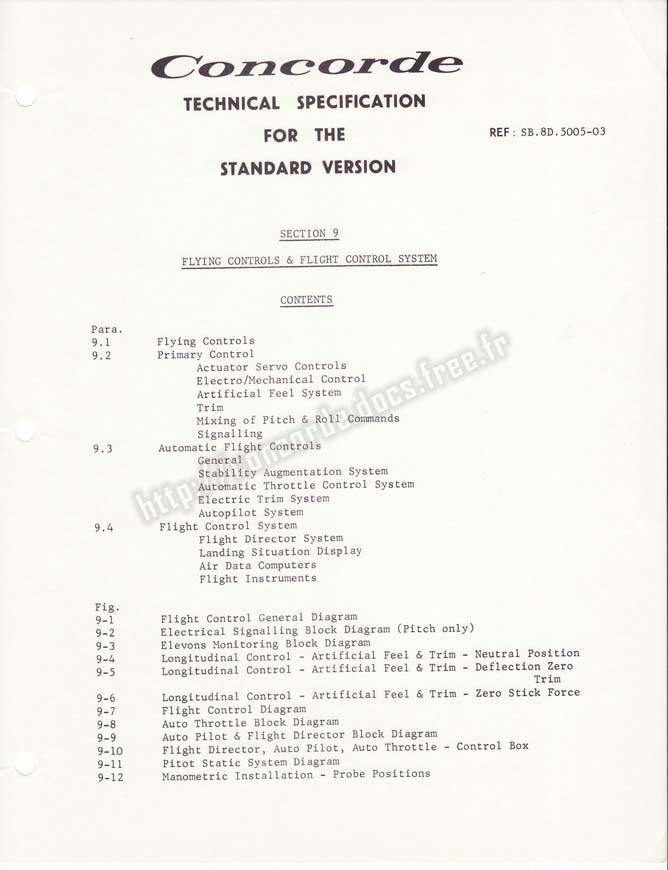 Concorde
TECHNICAL SPECIFICATION
FOR THE
STANDARD VERSION
REF: SB.8D.5005-03
SECTION 9
FLYING CONTROLS & FLIGHT CONTROL SYSTEM
CONTENTS
Para.
9.1 Flying Controls
9.2 Primary Control
Actuator Servo Controls
Electro/Mechanical Control
Artificial Feel System
Trim
Mixing of Pitch & Roll Commands
Signalling
9.3 Automatic Flight Controls
General
Stability Augmentation System
Automatic Throttle Control System
Electric Trim System
Autopilot System
9.4 Flight Control System
Flight Director System
Landing Situation Display
Air Data Computers
Flight Instruments
Fig.
9-1 Flight Control General Diagram
9-2 Electrical Signalling Block Diagram (Pitch only)
9-3 Elevons Monitoring Block Diagram
9-4 Longitudinal Control - Artificial Feel & Trim - Neutral Position
9-5 Longitudinal Control - Artificial Feel & Trim - Deflection Zero
Trim
9-6 Longitudinal Control - Artificial Feel & Trim - Zero Stick Force
9-7 Flight Control Diagram
9-8 Auto Throttle Block Diagram
9-9 Auto Pilot & Flight Director Block Diagram
9-10 Flight Director, Auto Pilot, Auto Throttle - Control Box
9-11 Pitot Static System Diagram
9-12 Manometric Installation - Probe Positions
http://concorde.docs.free.fr